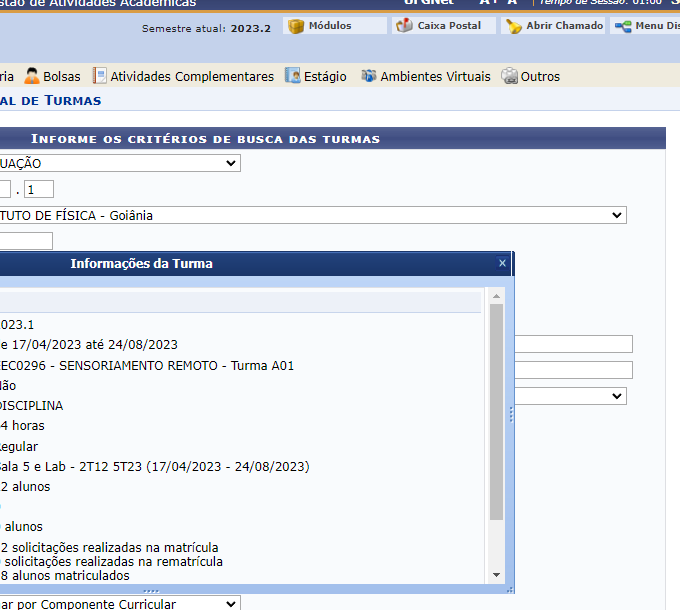 stão de Atividades Acadêmicas UFGNet A+ A- Tempo de Sessão: 01:00
Semestre atual: 2023.2 Módulos Caixa Postal Abrir Chamado Menu Dis
ria Bolsas Atividades Complementares Estágio Ambientes Virtuais Outros
AL DE TURMAS
INFORME OS CRITÉRIOS DE BUSCA DAS TURMAS
UAÇÃO
. 1
TUTO DE FÍSICA - Goiânia
Informações da Turma x
2023.1
e 17/04/2023 até 24/08/2023
EEC0296 - SENSORIAMENTO REMOTO - Turma A01
Não
DISCIPLINA
4 horas
Regular
Sala 5 e Lab - 2T12 5T23 (17/04/2023 - 24/08/2023)
2 alunos
alunos
2 solicitações realizadas na matrícula
solicitações realizadas na rematrícula
8 alunos matriculados
ar por Componente Curricular